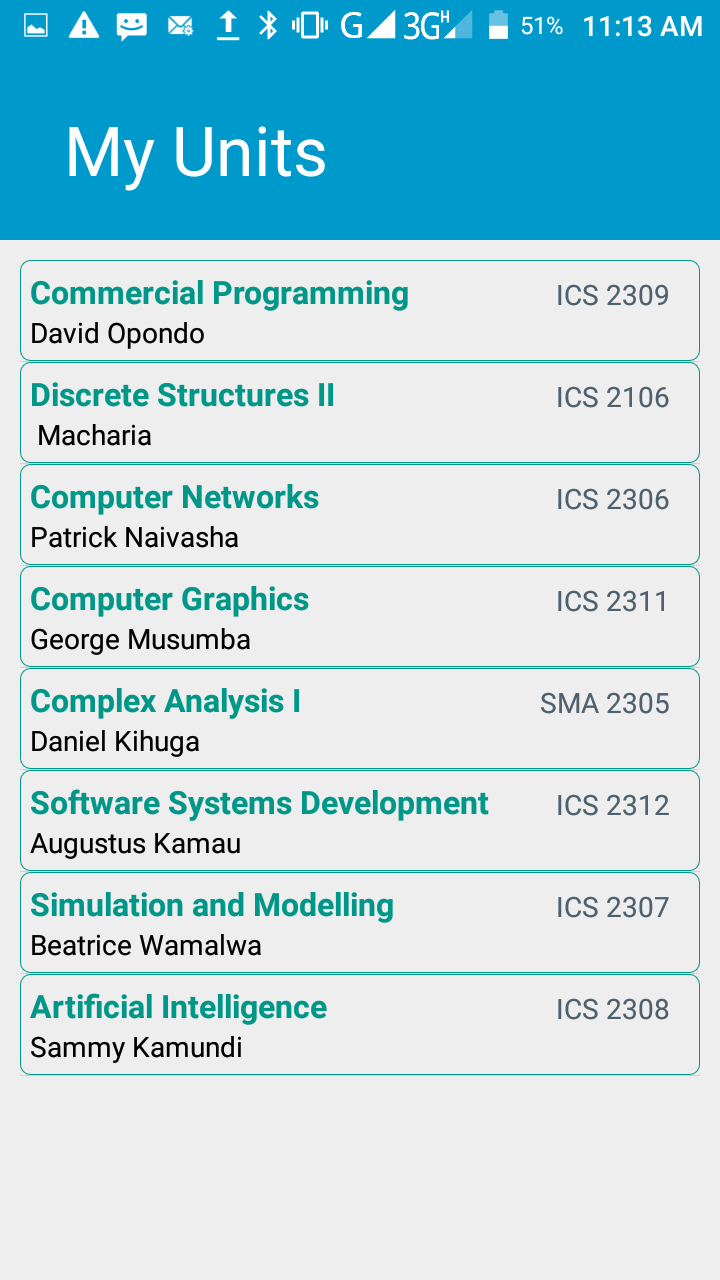 G 3G H 51% 11:13 AM
My Units
Commercial Programming ICS 2309
David Opondo
Discrete Structures II ICS 2106
Macharia
Computer Networks ICS 2306
Patrick Naivasha
Computer Graphics ICS 2311
George Musumba
Complex Analysis I SMA 2305
Daniel Kihuga
Software Systems Development ICS 2312
Augustus Kamau
Simulation and Modelling ICS 2307
Beatrice Wamalwa
Artificial Intelligence ICS 2308
Sammy Kamundi